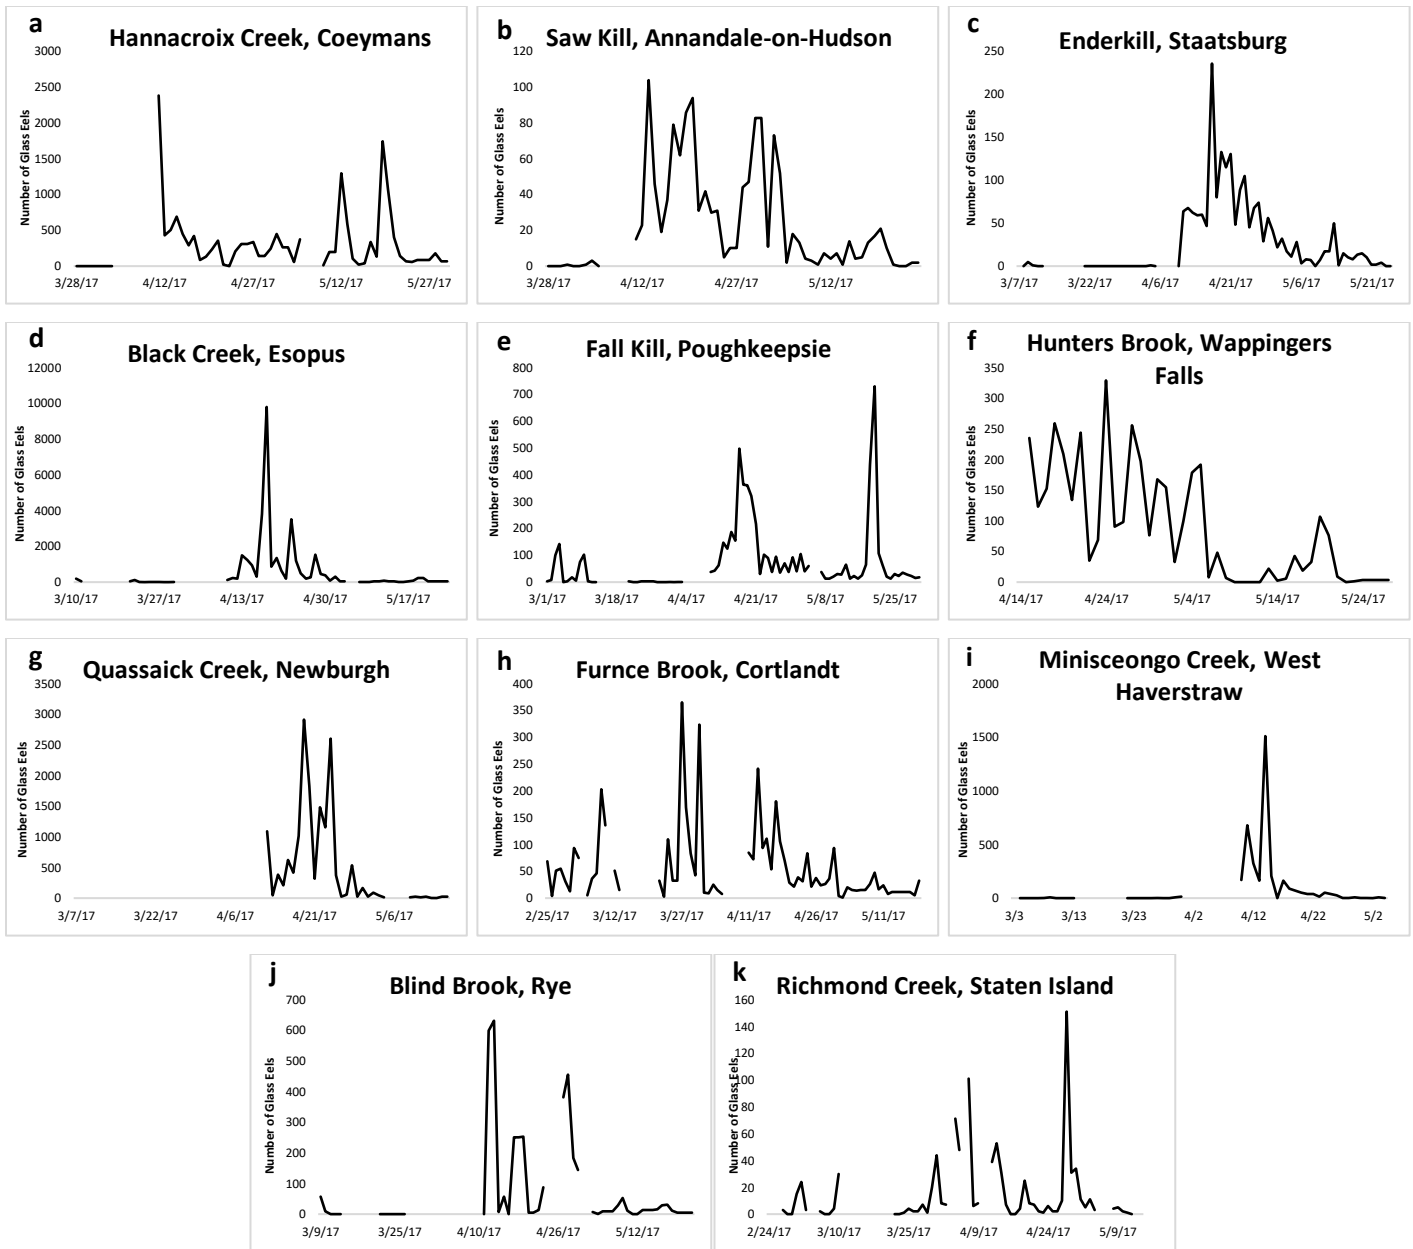 a
Hannacroix Creek, Coeymans
Number of Glass Eels
3000
2500
2000
1500
1000
500
0
3/28/17 4/12/17 4/27/17 5/12/17 5/27/17
b
Saw Kill, Annandale-on-Hudson
Number of Glass Eels
120
100
80
60
40
20
0
3/28/17 4/12/17 4/27/17 5/12/17
c
Enderkill, Staatsburg
Number of Glass Eels
250
200
150
100
50
0
3/7/17 3/22/17 4/6/17 4/21/17 5/6/17 5/21/17
d
Black Creek, Esopus
Number of Glass Eels
12000
10000
8000
6000
4000
2000
0
3/10/17 3/27/17 4/13/17 4/30/17 5/17/17
e
Fall Kill, Poughkeepsie
Number of Glass Eels
800
700
600
500
400
300
200
100
0
3/1/17 3/18/17 4/4/17 4/21/17 5/8/17 5/25/17
f
Hunters Brook, Wappingers
Falls
Number of Glass Eels
350
300
250
200
150
100
50
0
4/14/17 4/24/17 5/4/17 5/14/17 5/24/17
g
Quassaick Creek, Newburgh
Number of Glass Eels
3500
3000
2500
2000
1500
1000
500
0
3/7/17 3/22/17 4/6/17 4/21/17 5/6/17
h
Furnce Brook, Cortlandt
Number of Glass Eels
400
350
300
250
200
150
100
50
0
2/25/17 3/12/17 3/27/17 4/11/17 4/26/17 5/11/17
i
Minisceongo Creek, West
Haverstraw
Number of Glass Eels
2000
1500
1000
500
0
3/3 3/13 3/23 4/2 4/12 4/22 5/2
j
Blind Brook, Rye
Number of Glass Eels
700
600
500
400
300
200
100
0
3/9/17 3/25/17 4/10/17 4/26/17 5/12/17
k
Richmond Creek, Staten Island
Number of Glass Eels
160
140
120
100
80
60
40
20
0
2/24/17 3/10/17 3/25/17 4/9/17 4/24/17 5/9/17